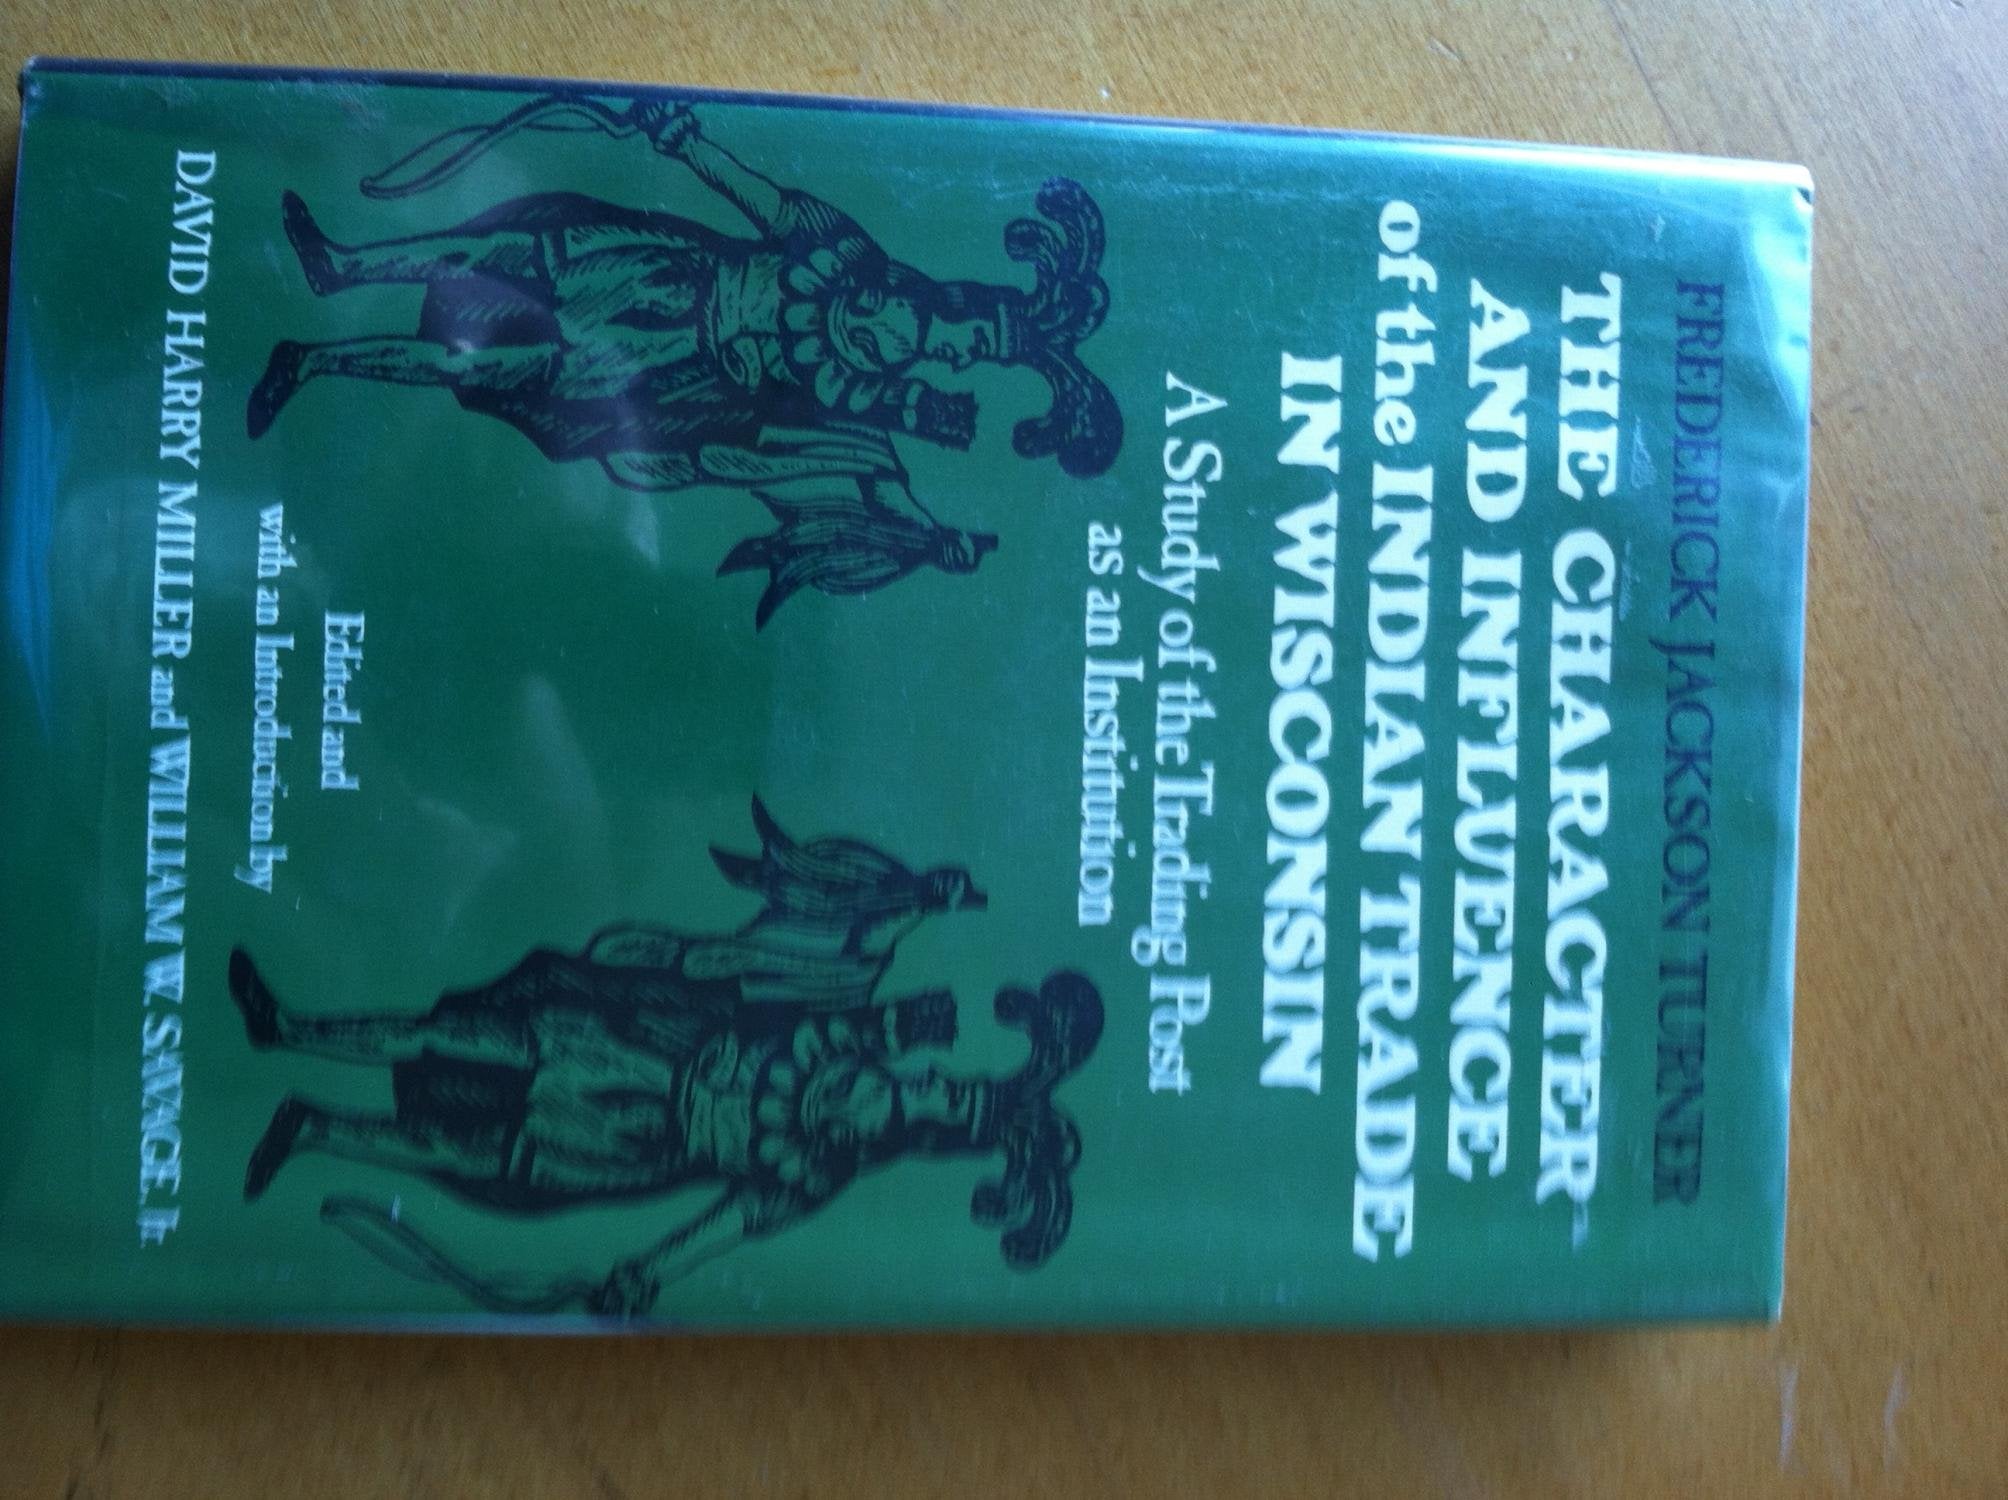 FREDERICK JACKSON TURNER
THE CHARACTER
AND INFLVENCE
of the INDIAN TRADE
IN WISCONSIN
A Study of the Trading Post
as an Institution
Edited and
with an Introduction by
DAVID HARRY MILLER and WILLIAM W. SAVAGE, Jr.